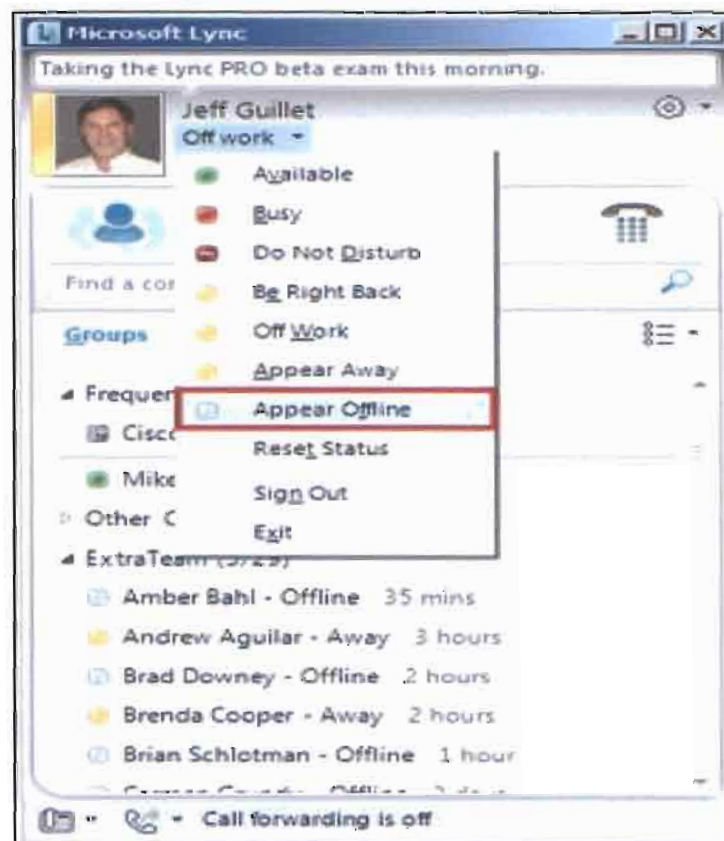 Microsoft Lync
Taking the Lync PRO beta exam this morning.
Jeff Guillet
Off work
Available
Busy
Do Not Disturb
Find a con
Be Right Back
Groups
Off Work
Appear Away
Frequen
Appear Offline
Cisco
Reset Status
Mike
Sign Out
Other C
Exit
ExtraTeam
Amber Bahl - Offline 35 mins
Andrew Aguilar - Away 3 hours
Brad Downey - Offline 2 hours
Brenda Cooper - Away 2 hours
Brian Schlotman - Offline 1 hour
Call forwarding is off